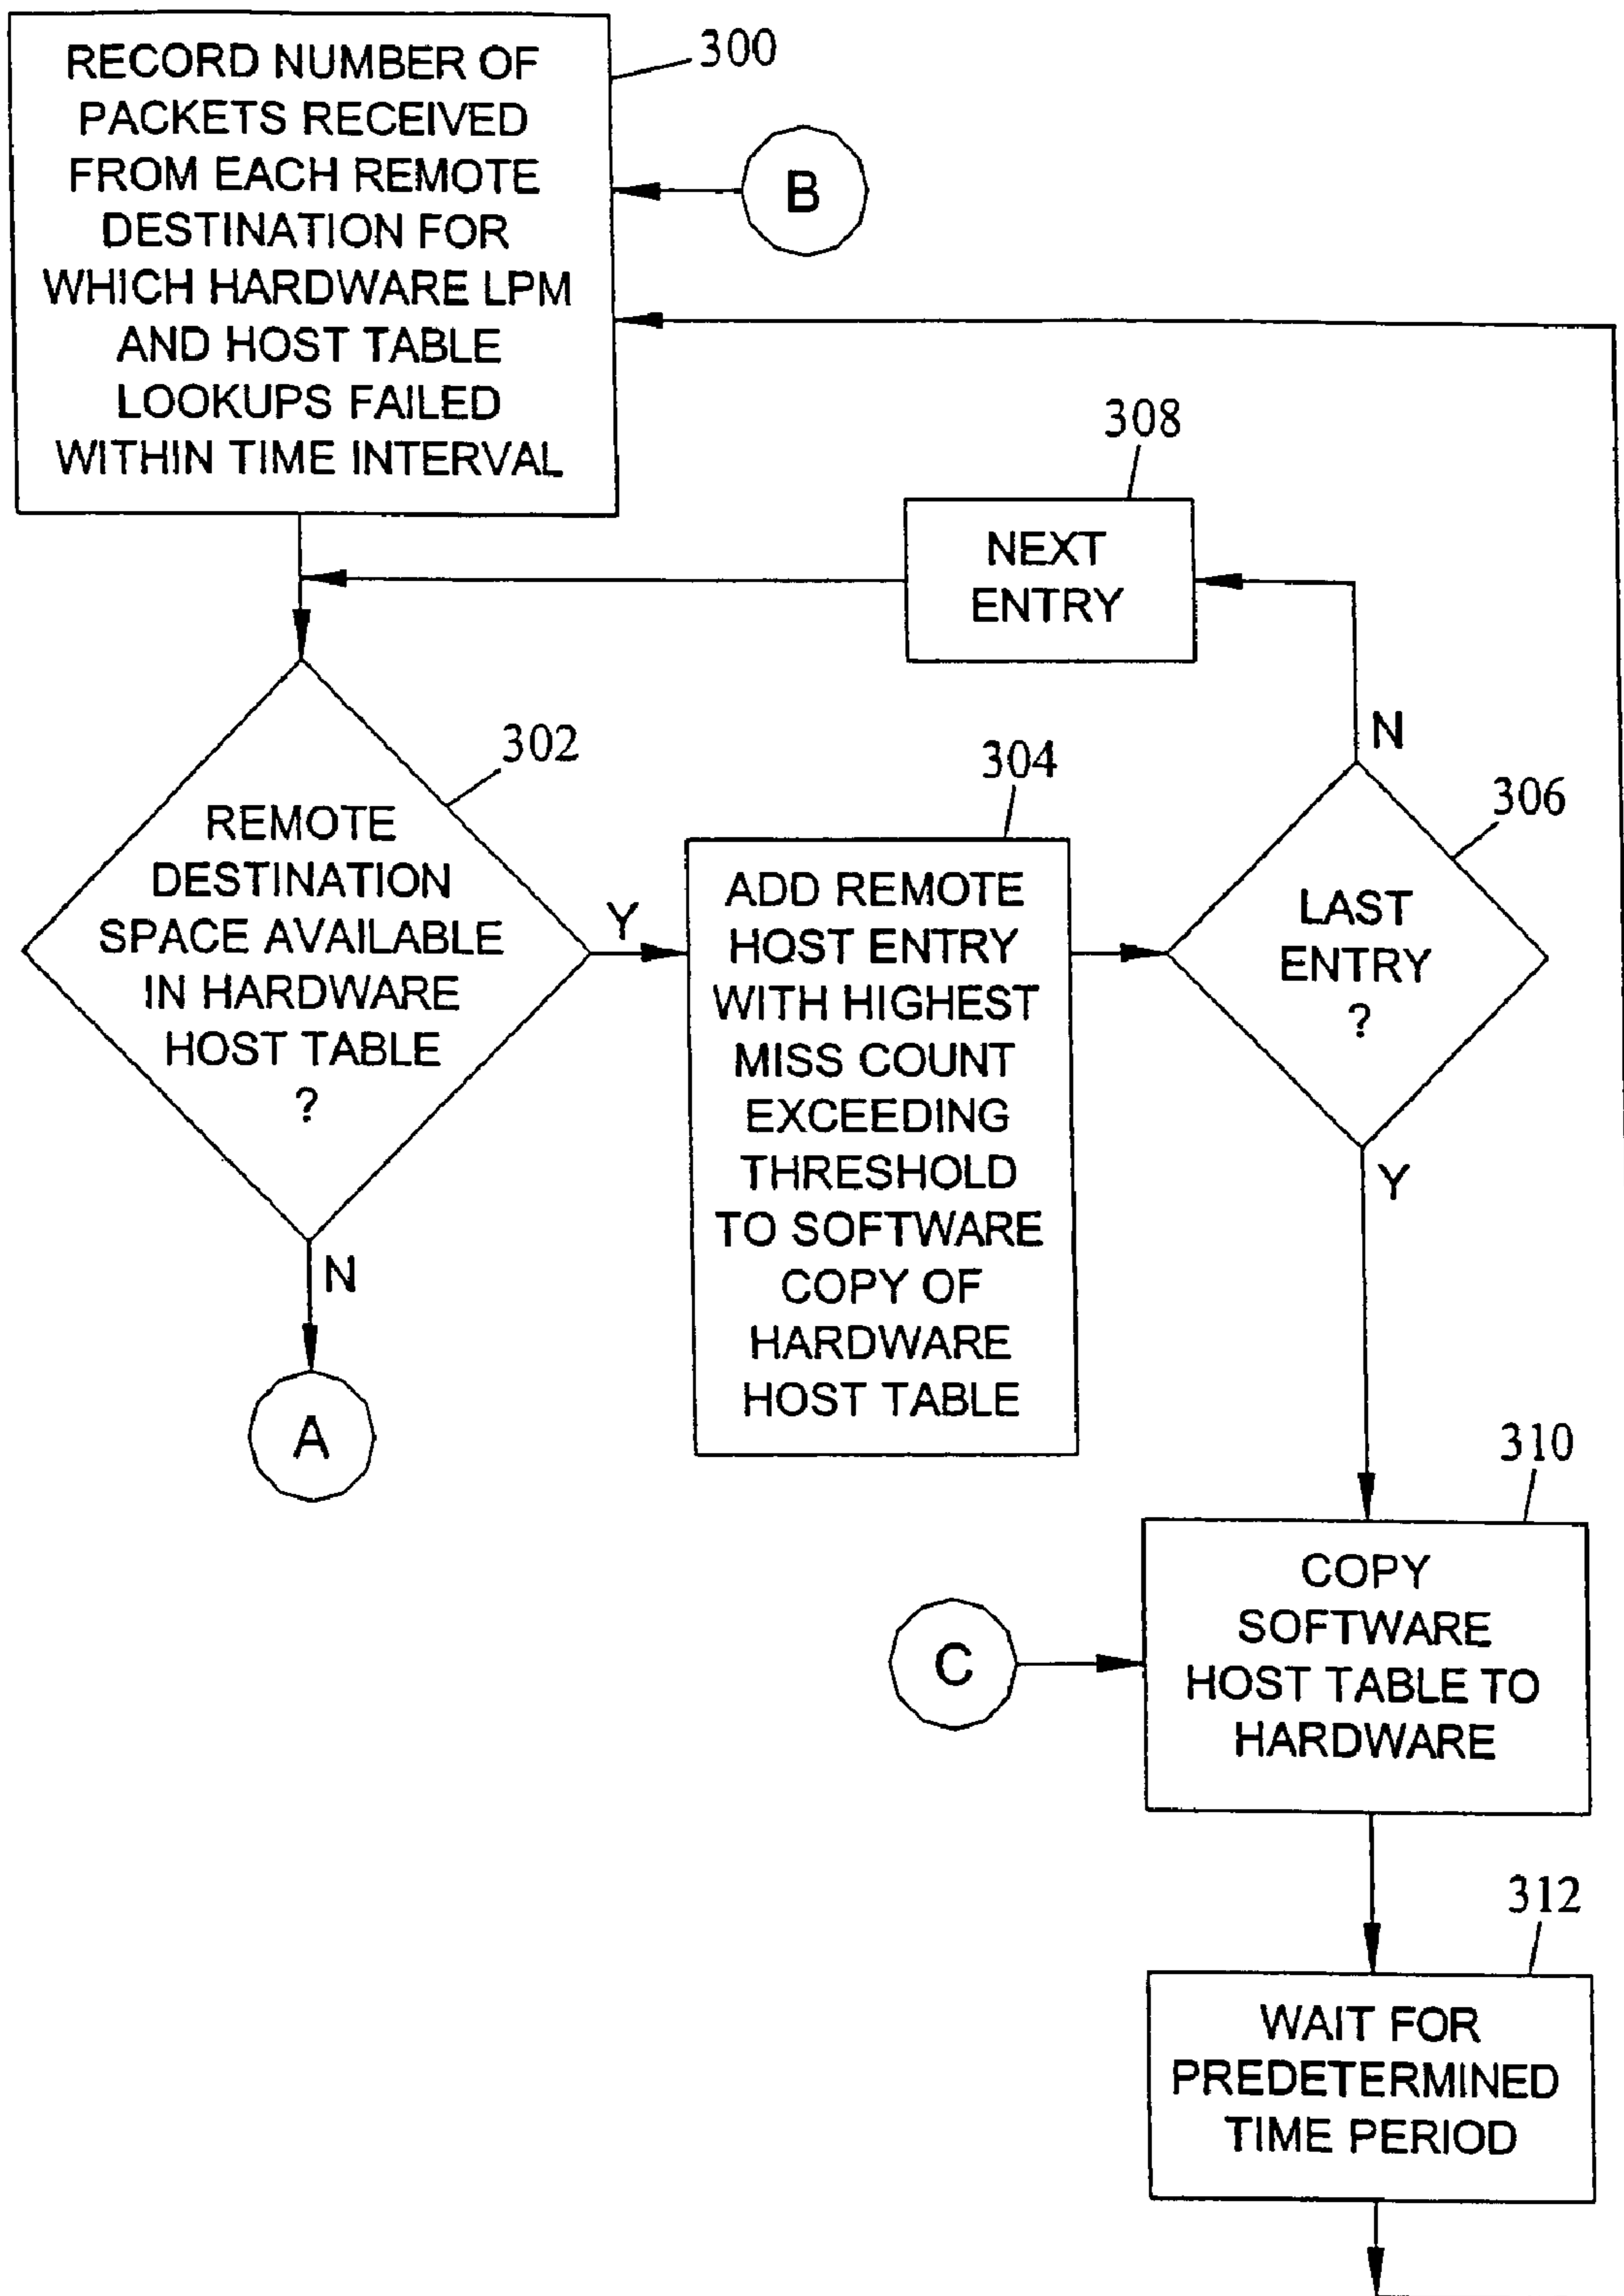 RECORD NUMBER OF
PACKETS RECEIVED
FROM EACH REMOTE
DESTINATION FOR
WHICH HARDWARE LPM
AND HOST TABLE
LOOKUPS FAILED
WITHIN TIME INTERVAL
300
B
308
NEXT
ENTRY
302
REMOTE
DESTINATION
SPACE AVAILABLE
IN HARDWARE
HOST TABLE
?
Y
N
A
304
ADD REMOTE
HOST ENTRY
WITH HIGHEST
MISS COUNT
EXCEEDING
THRESHOLD
TO SOFTWARE
COPY OF
HARDWARE
HOST TABLE
N
306
LAST
ENTRY
?
Y
310
C
COPY
SOFTWARE
HOST TABLE TO
HARDWARE
312
WAIT FOR
PREDETERMINED
TIME PERIOD